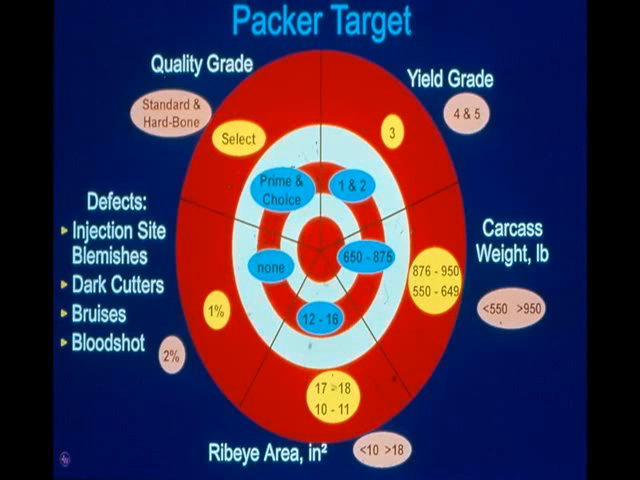 Packer Target
Quality Grade
Yield Grade
Standard &
Hard-Bone
4 & 5
Select
3
Prime &
Choice
1 & 2
Defects:
Injection Site
Blemishes
Dark Cutters
Bruises
Bloodshot
Carcass
Weight, lb
none
650 - 875
876 - 950
550 - 649
<550 >950
1%
12 - 16
2%
17 - 18
10 - 11
Ribeye Area, in²
<10 >18